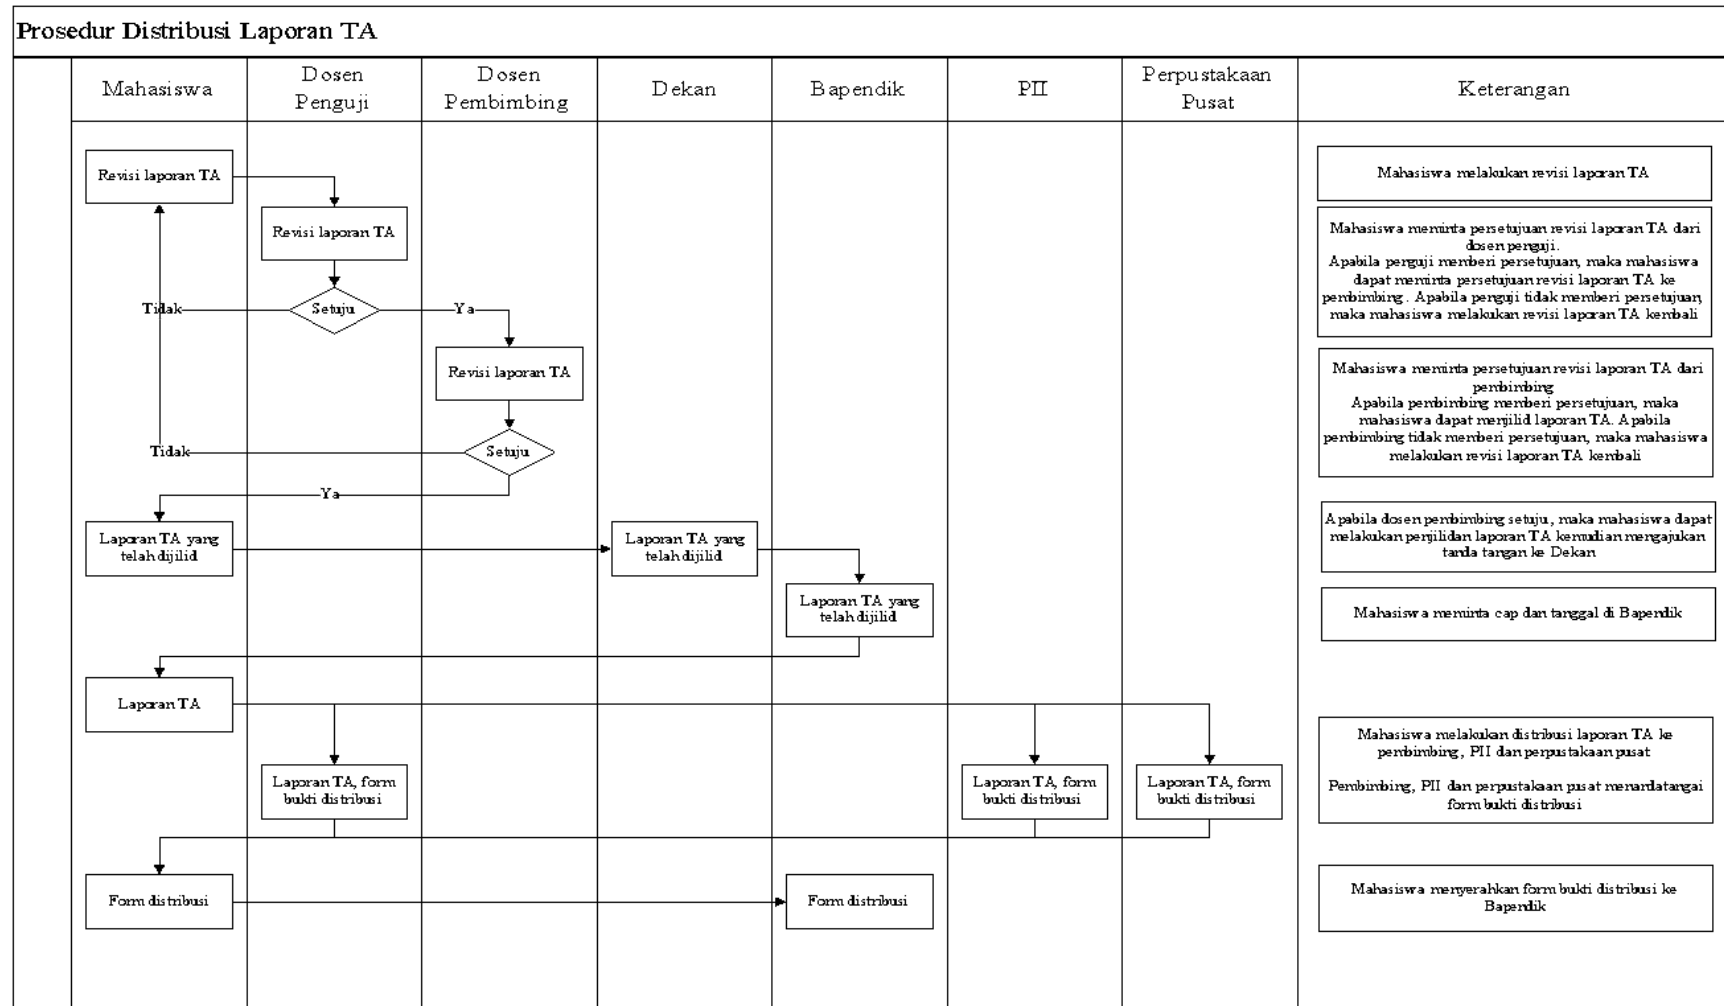 Prosedur Distribusi Laporan TA
Mahasiswa
Dosen
Penguji
Dosen
Pembimbing
Dekan
Bapendik
PII
Perpustakaan
Pusat
Keterangan
Revisi laporan TA
Mahasiswa melakukan revisi laporan TA
Revisi laporan TA
Mahasiswa meminta persetujuan revisi laporan TA dari
dosen penguji.
Apabila penguji memberi persetujuan, maka mahasiswa
dapat meminta persetujuan revisi laporan TA ke
pembimbing. Apabila penguji tidak memberi persetujuan,
maka mahasiswa melakukan revisi laporan TA kembali
Tidak
Setuju
Ya
Revisi laporan TA
Mahasiswa meminta persetujuan revisi laporan TA dari
pembimbing
Apabila pembimbing memberi persetujuan, maka
mahasiswa dapat menjilid laporan TA. Apabila
pembimbing tidak memberi persetujuan, maka mahasiswa
melakukan revisi laporan TA kembali
Tidak
Setuju
Ya
Laporan TA yang
telah dijilid
Laporan TA yang
telah dijilid
Apabila dosen pembimbing setuju, maka mahasiswa dapat
melakukan penjilidan laporan TA kemudian mengajukan
tanda tangan ke Dekan
Laporan TA yang
telah dijilid
Mahasiswa meminta cap dan tanggal di Bapendik
Laporan TA
Mahasiswa melakukan distribusi laporan TA ke
pembimbing, PII dan perpustakaan pusat
Pembimbing, PII dan perpustakaan pusat menandatangai
form bukti distribusi
Laporan TA, form
bukti distribusi
Laporan TA, form
bukti distribusi
Laporan TA, form
bukti distribusi
Form distribusi
Form distribusi
Mahasiswa menyerahkan form bukti distribusi ke
Bapendik